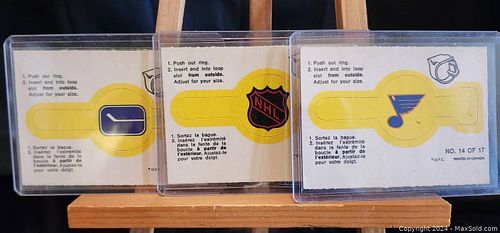 1. Push out ring.
2. Insert end into loop
slot from outside.
Adjust for your size.
1. Sortez la bague.
2. Insérez l'extrémité
dans la fente de la
boucle à partir de
l'extérieur. Ajustez-le
pour votre doigt.
1. Push out ring.
2. Insert end into loop
slot from outside.
Adjust for your size.
NHL
1. Sortez la bague.
2. Insérez l'extrémité
dans la fente de la
boucle à partir de
l'extérieur. Ajustez-le
pour votre doigt.
* O.P.C.
1. Push out ring.
2. Insert end into loop
slot from outside.
Adjust for your size.
1. Sortez la bague.
2. Insérez l'extrémité
dans la fente de la
boucle à partir de
l'extérieur. Ajustez-le
pour votre doigt.
NO. 14 OF 17
* O.P.C. PRINTED IN CANADA
Copyright 2024 - MaxSold.com